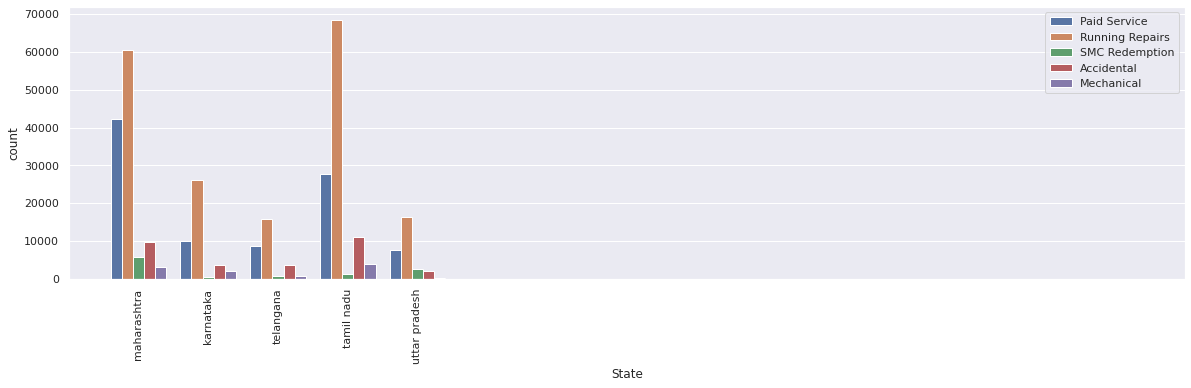 70000
60000
50000
40000
30000
20000
10000
0
count
maharashtra
karnataka
telangana
tamil nadu
uttar pradesh
State
Paid Service
Running Repairs
SMC Redemption
Accidental
Mechanical